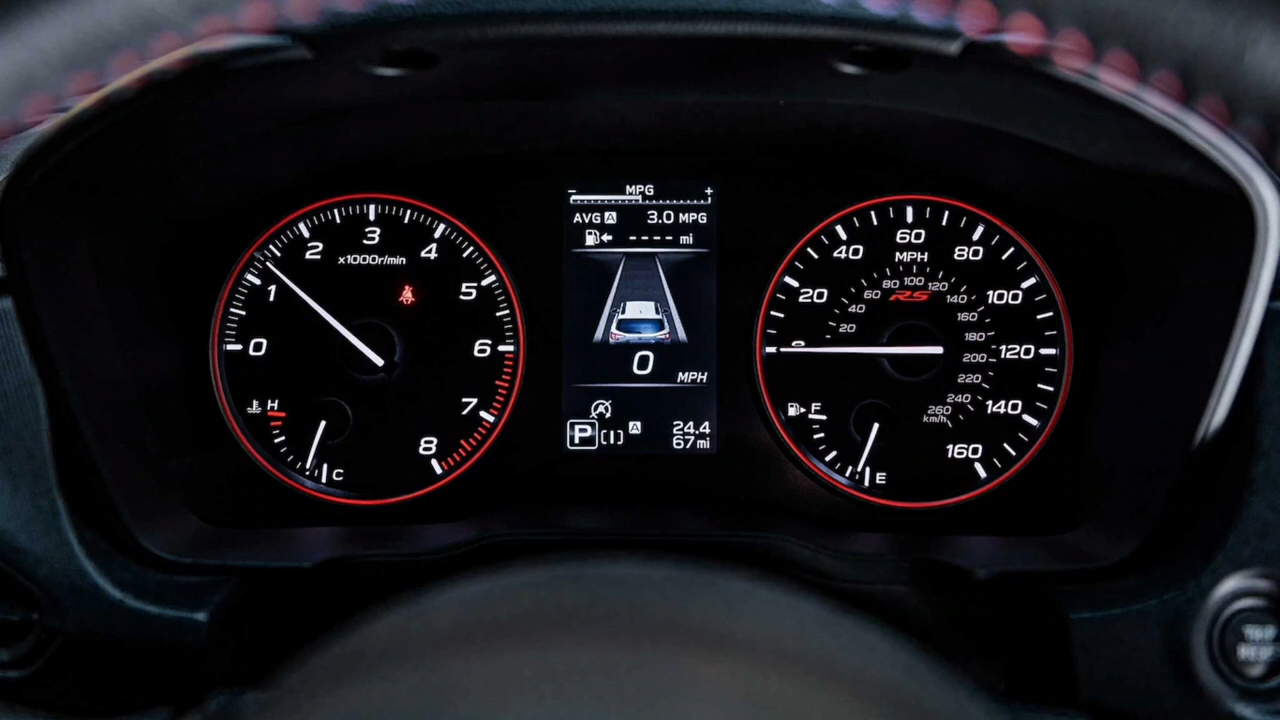 0
1
2
3
4
5
6
7
8
x1000r/min
H
C
MPG
- +
AVG A 3.0 MPG
---- mi
0
MPH
A
P A 24.4
67 mi
0
20
40
60
80
100
120
140
160
MPH
RS
20
40
60
80
100
120
140
160
180
200
220
240
260
km/h
F
E
TRIP